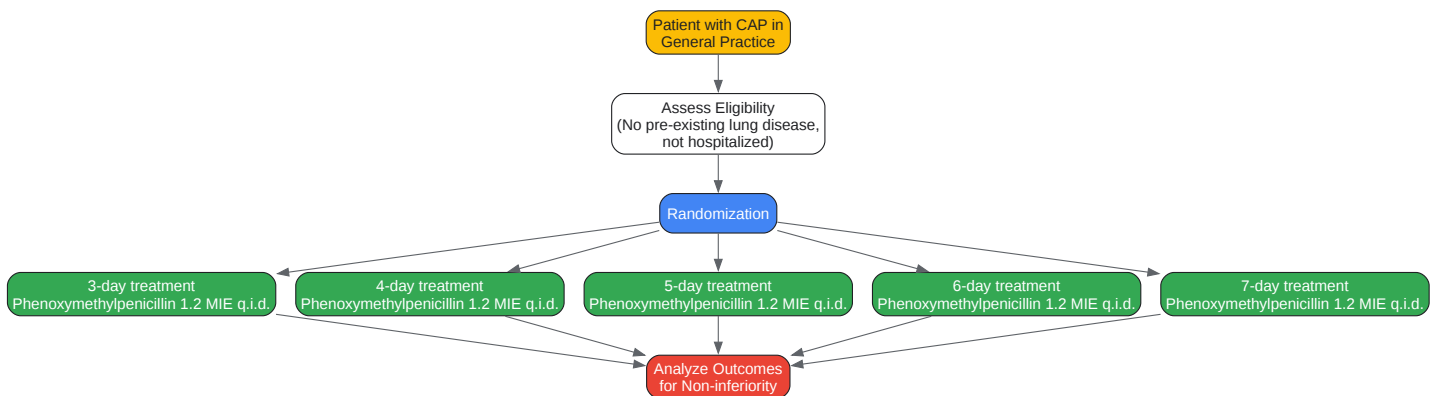 Patient with CAP in
General Practice
Assess Eligibility
(No pre-existing lung disease,
not hospitalized)
Randomization
3-day treatment
Phenoxymethylpenicillin 1.2 MIE q.i.d.
4-day treatment
Phenoxymethylpenicillin 1.2 MIE q.i.d.
5-day treatment
Phenoxymethylpenicillin 1.2 MIE q.i.d.
6-day treatment
Phenoxymethylpenicillin 1.2 MIE q.i.d.
7-day treatment
Phenoxymethylpenicillin 1.2 MIE q.i.d.
Analyze Outcomes
for Non-inferiority